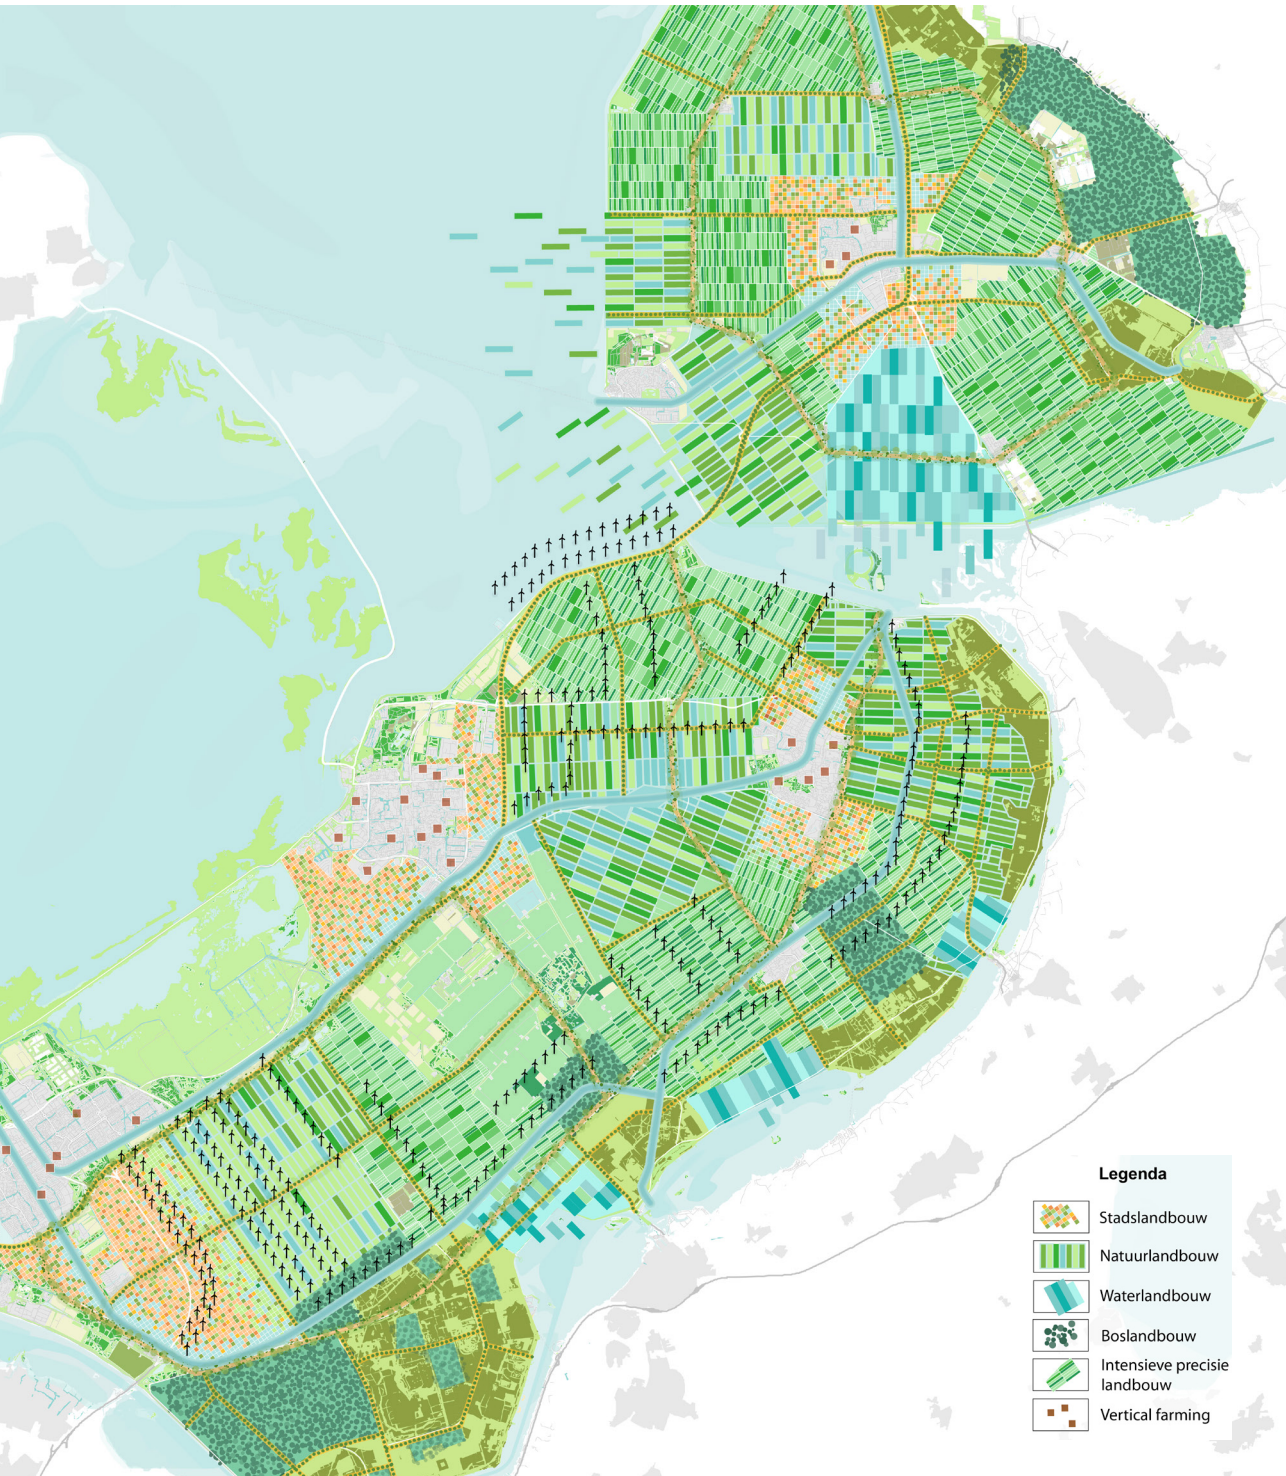 Legenda
Stadslandbouw
Natuurlandbouw
Waterlandbouw
Boslandbouw
Intensieve precisie
landbouw
Vertical farming